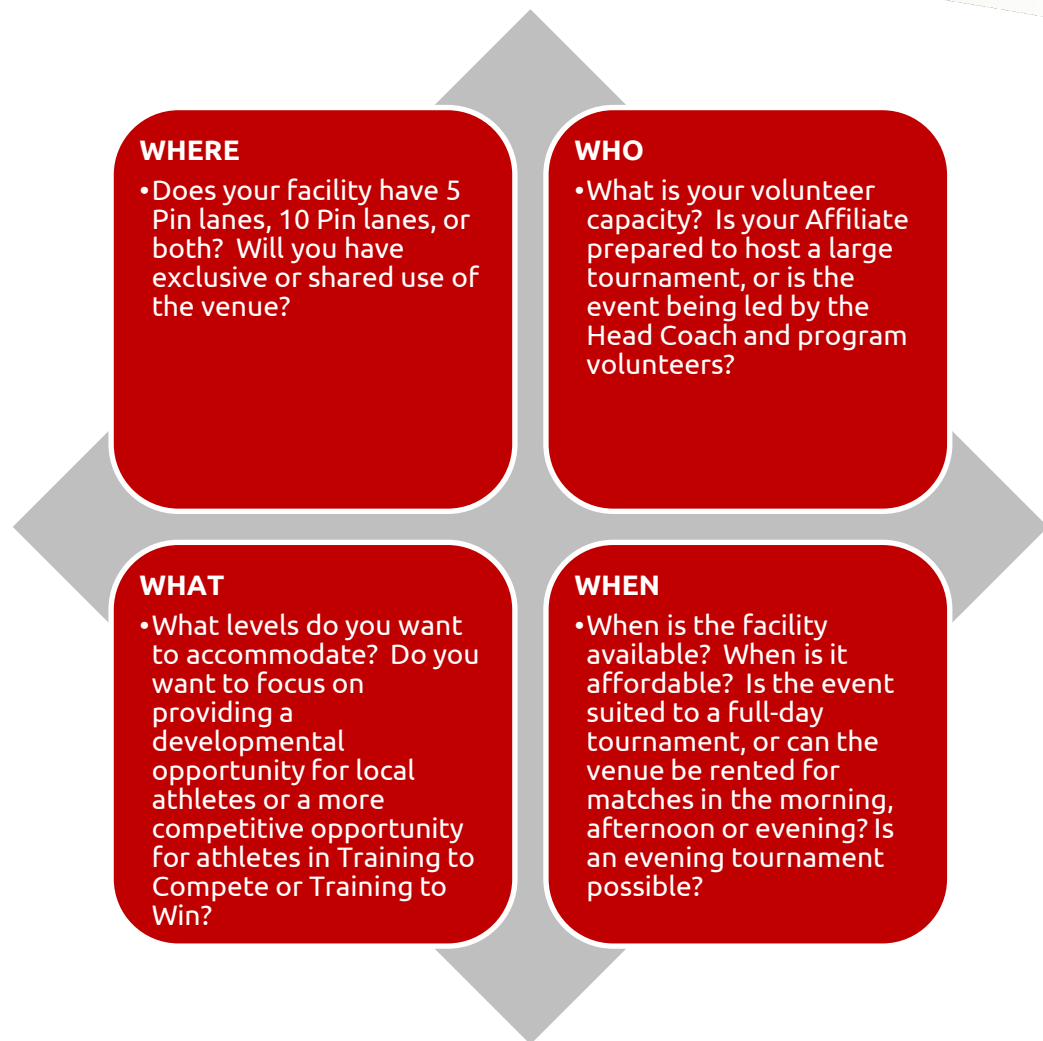 WHERE
•Does your facility have 5
Pin lanes, 10 Pin lanes, or
both?  Will you have
exclusive or shared use of
the venue?
WHO
•What is your volunteer
capacity?  Is your Affiliate
prepared to host a large
tournament, or is the
event being led by the
Head Coach and program
volunteers?
WHAT
•What levels do you want
to accommodate?  Do you
want to focus on
providing a
developmental
opportunity for local
athletes or a more
competitive opportunity
for athletes in Training to
Compete or Training to
Win?
WHEN
•When is the facility
available?  When is it
affordable?  Is the event
suited to a full-day
tournament, or can the
venue be rented for
matches in the morning,
afternoon or evening? Is
an evening tournament
possible?